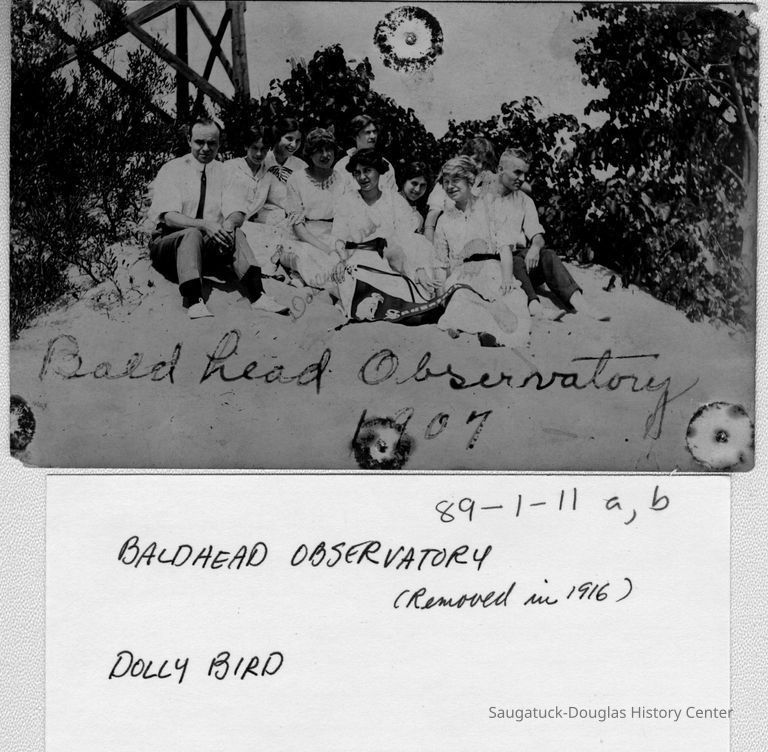 Bald head Observatory
1907
89-1-11 a, b
BALDHEAD OBSERVATORY
(Removed in 1916)
DOLLY BIRD
Saugatuck-Douglas History Center